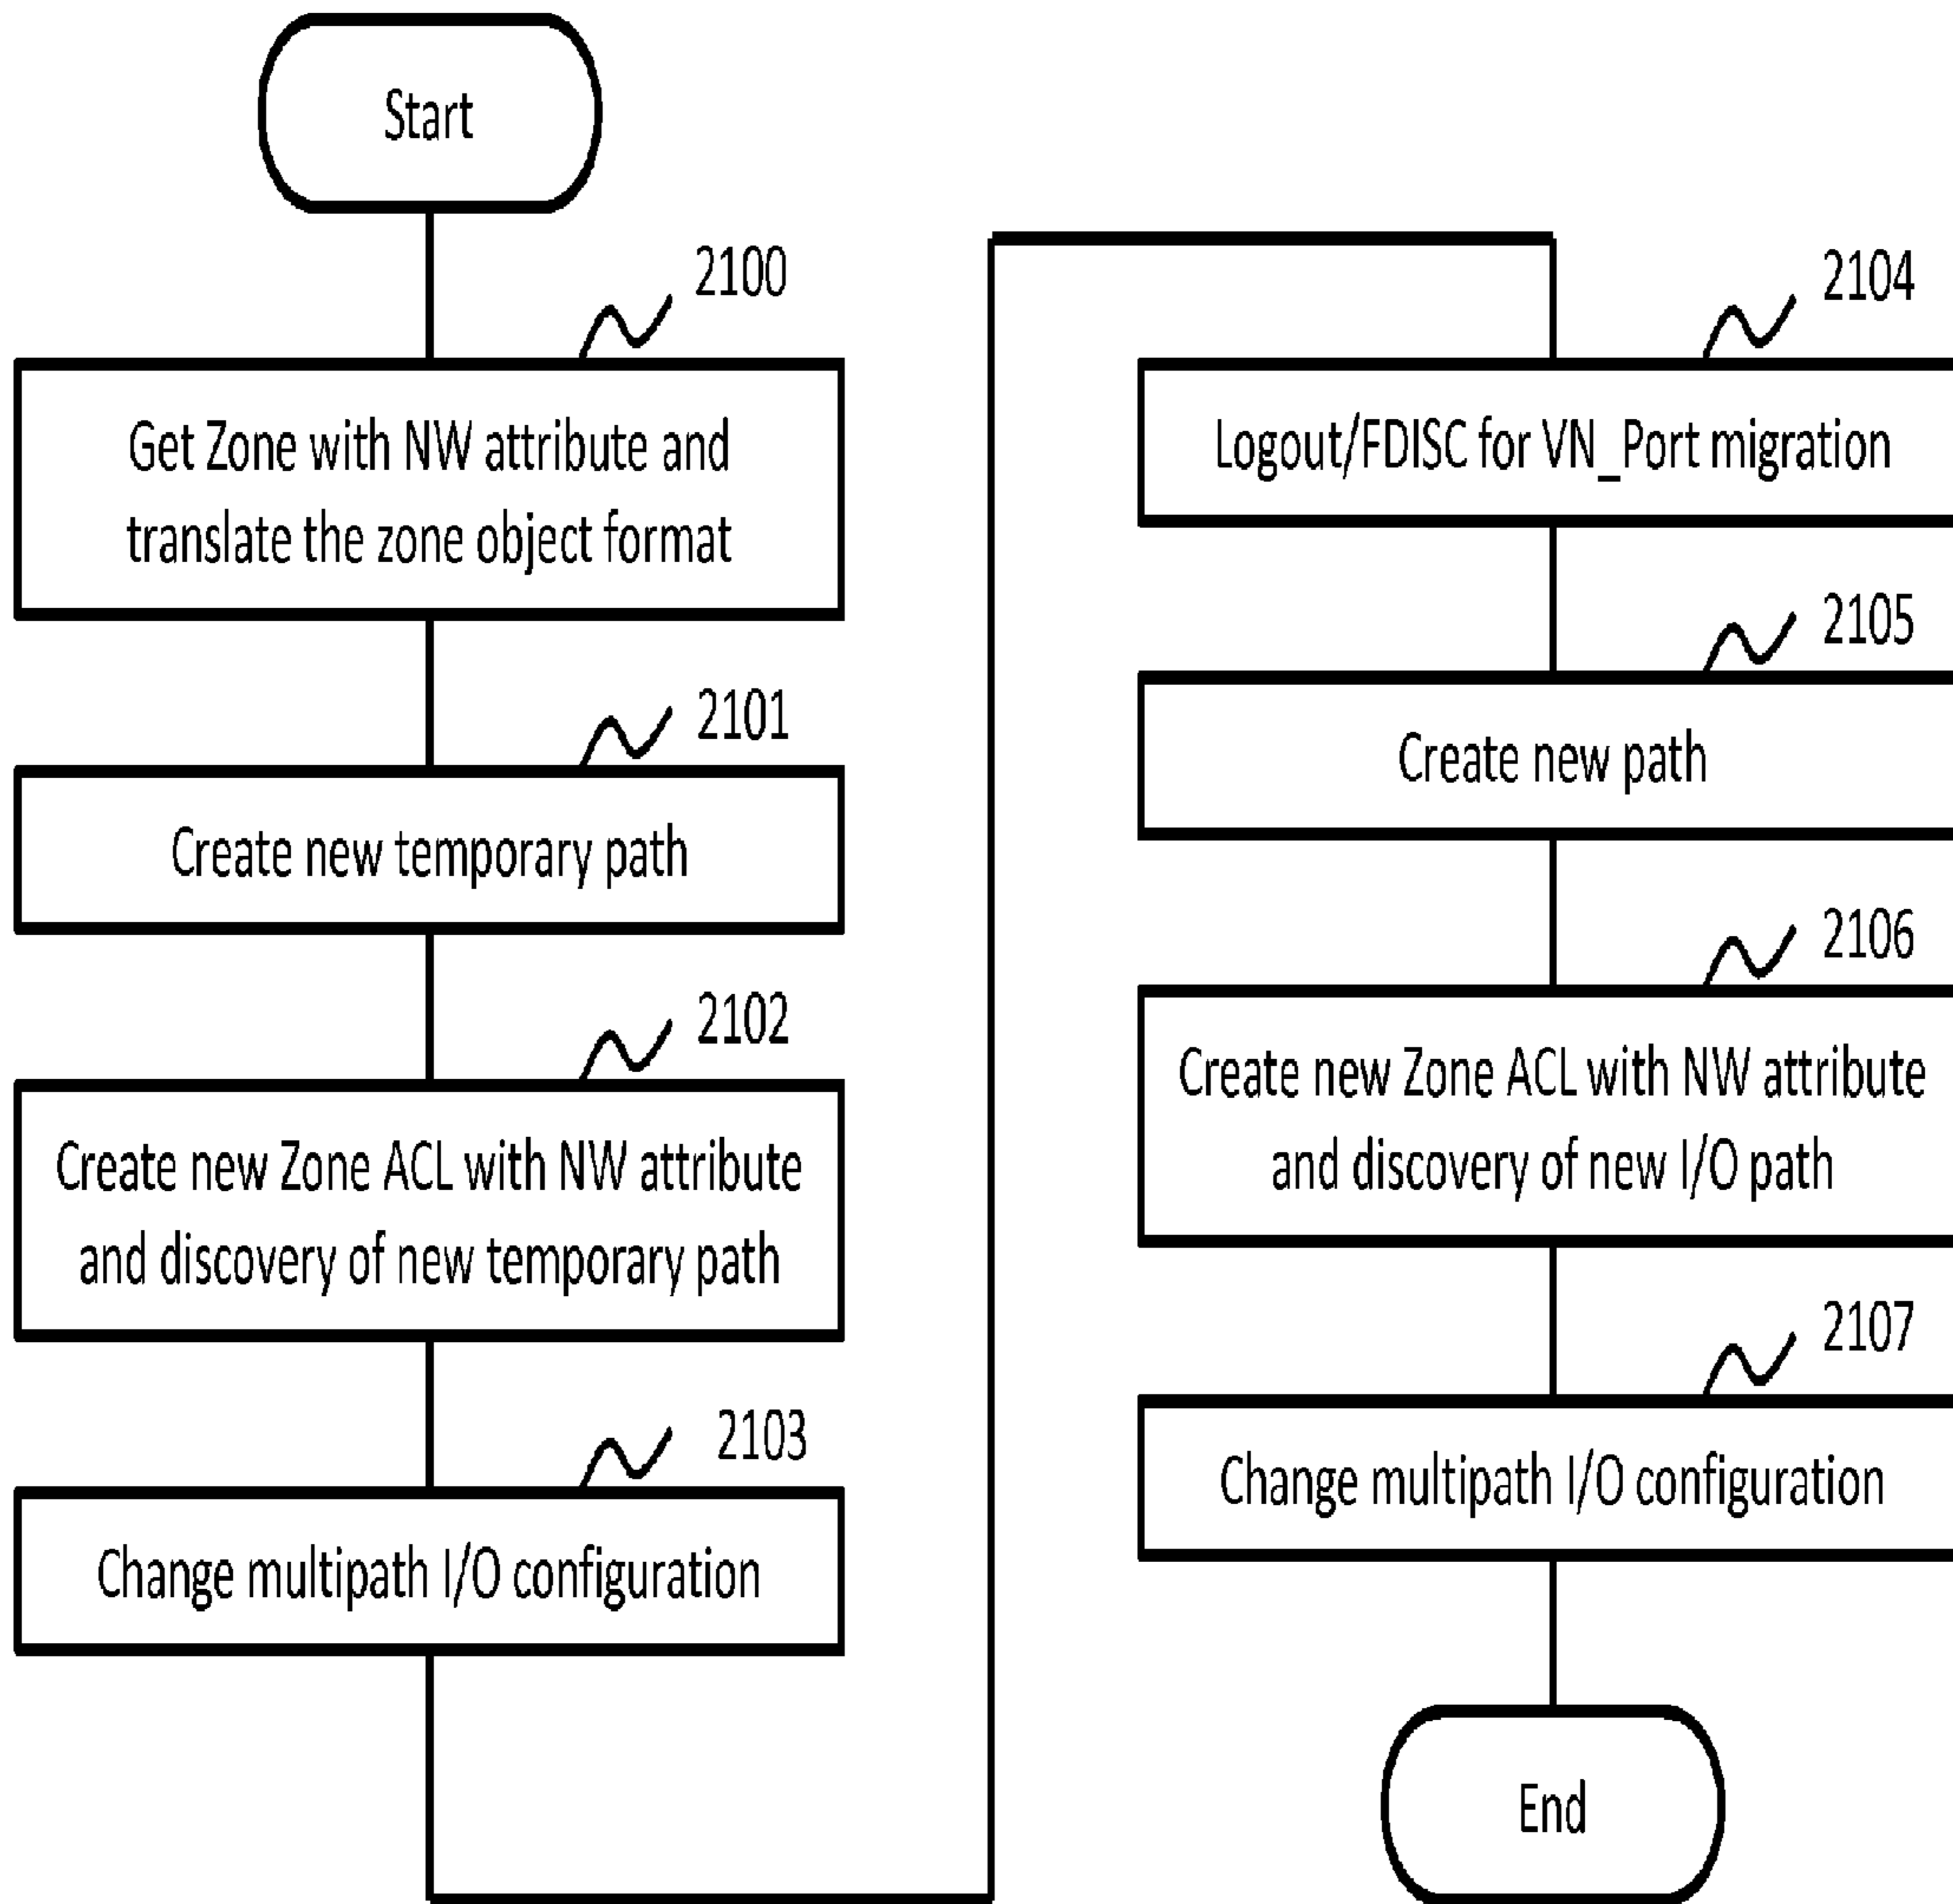 Start
2100
Get Zone with NW attribute and
translate the zone object format
2101
Create new temporary path
2102
Create new Zone ACL with NW attribute
and discovery of new temporary path
2103
Change multipath I/O configuration
2104
Logout/FDISC for VN_Port migration
2105
Create new path
2106
Create new Zone ACL with NW attribute
and discovery of new I/O path
2107
Change multipath I/O configuration
End